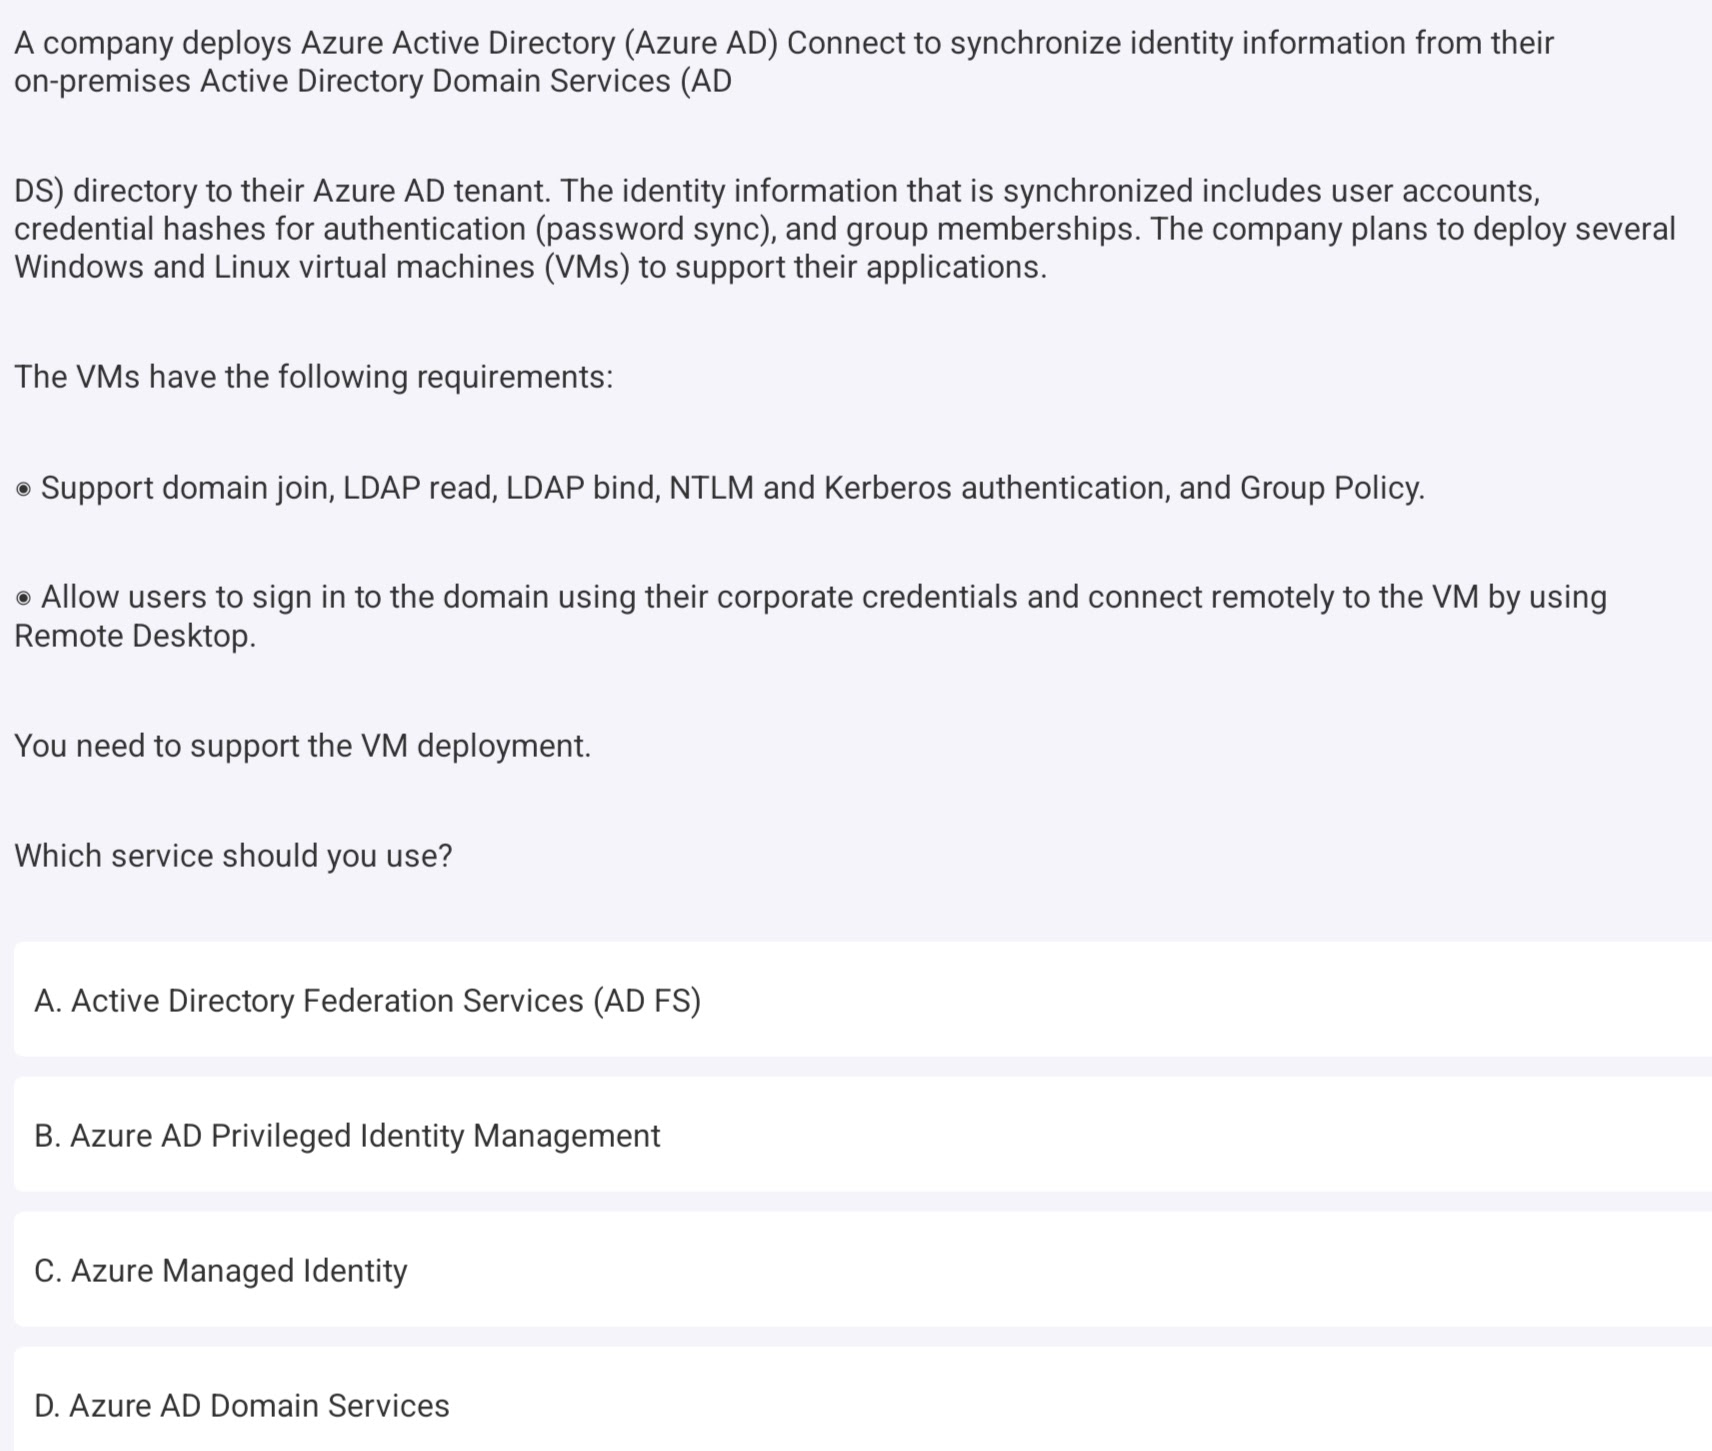 A company deploys Azure Active Directory (Azure AD) Connect to synchronize identity information from their
on-premises Active Directory Domain Services (AD
DS) directory to their Azure AD tenant. The identity information that is synchronized includes user accounts,
credential hashes for authentication (password sync), and group memberships. The company plans to deploy several
Windows and Linux virtual machines (VMs) to support their applications.
The VMs have the following requirements:
◉ Support domain join, LDAP read, LDAP bind, NTLM and Kerberos authentication, and Group Policy.
◉ Allow users to sign in to the domain using their corporate credentials and connect remotely to the VM by using
Remote Desktop.
You need to support the VM deployment.
Which service should you use?
A. Active Directory Federation Services (AD FS)
B. Azure AD Privileged Identity Management
C. Azure Managed Identity
D. Azure AD Domain Services